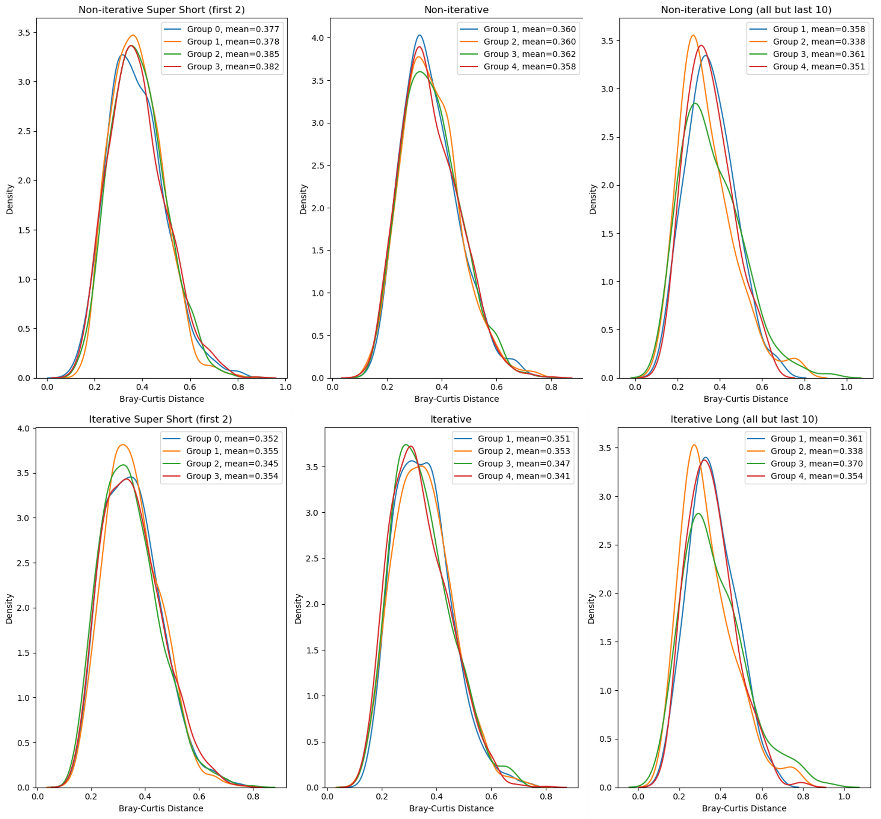 Non-iterative Super Short (first 2)
Group 0, mean=0.377
Group 1, mean=0.378
Group 2, mean=0.385
Group 3, mean=0.382
3.5
3.0
2.5
2.0
1.5
1.0
0.5
0.0
Density
0.0 0.2 0.4 0.6 0.8 1.0
Bray-Curtis Distance
Non-iterative
Group 1, mean=0.360
Group 2, mean=0.360
Group 3, mean=0.362
Group 4, mean=0.358
4.0
3.5
3.0
2.5
2.0
1.5
1.0
0.5
0.0
Density
0.0 0.2 0.4 0.6 0.8
Bray-Curtis Distance
Non-iterative Long (all but last 10)
Group 1, mean=0.358
Group 2, mean=0.338
Group 3, mean=0.361
Group 4, mean=0.351
3.5
3.0
2.5
2.0
1.5
1.0
0.5
0.0
Density
0.0 0.2 0.4 0.6 0.8 1.0
Bray-Curtis Distance
Iterative Super Short (first 2)
Group 0, mean=0.352
Group 1, mean=0.355
Group 2, mean=0.345
Group 3, mean=0.354
4.0
3.5
3.0
2.5
2.0
1.5
1.0
0.5
0.0
Density
0.0 0.2 0.4 0.6 0.8
Bray-Curtis Distance
Iterative
Group 1, mean=0.351
Group 2, mean=0.353
Group 3, mean=0.347
Group 4, mean=0.341
3.5
3.0
2.5
2.0
1.5
1.0
0.5
0.0
Density
0.0 0.2 0.4 0.6 0.8
Bray-Curtis Distance
Iterative Long (all but last 10)
Group 1, mean=0.361
Group 2, mean=0.338
Group 3, mean=0.370
Group 4, mean=0.354
3.5
3.0
2.5
2.0
1.5
1.0
0.5
0.0
Density
0.0 0.2 0.4 0.6 0.8 1.0
Bray-Curtis Distance